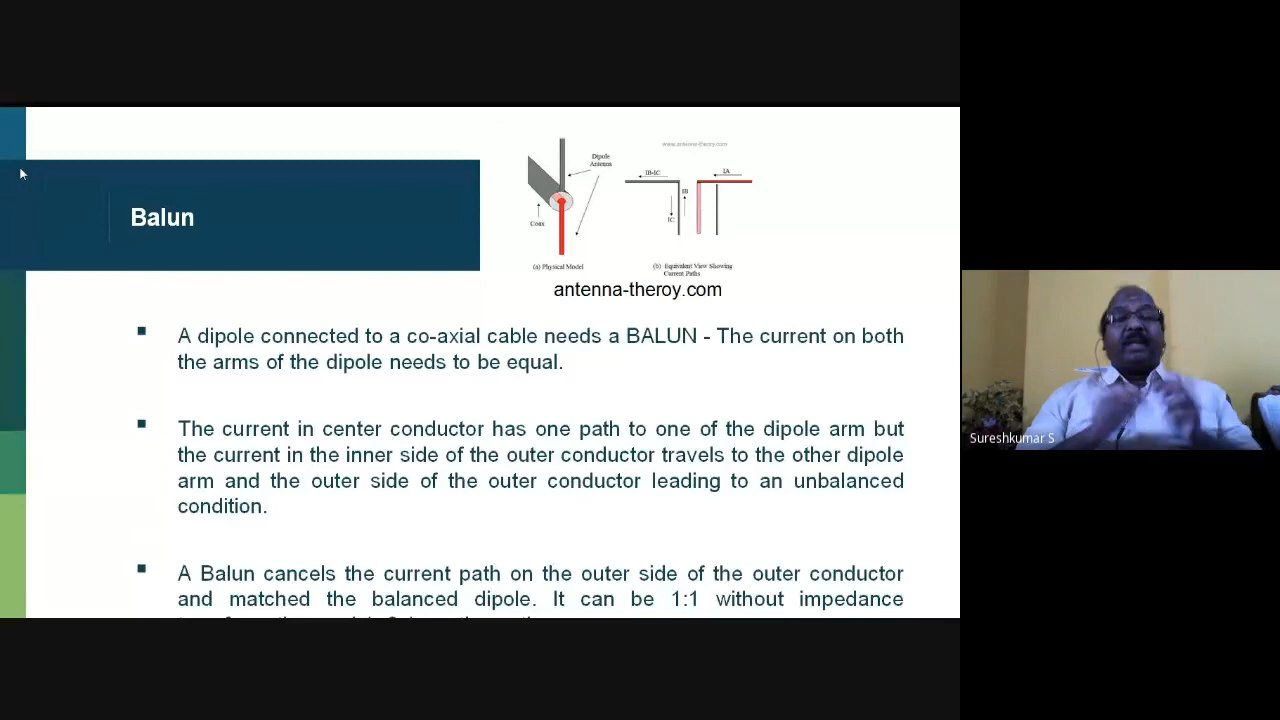 Balun
www.antenna-theory.com
Dipole
Antenna
Coax
(a) Physical Model
IB-IC
IA
IB
IC
(b) Equivalent View Showing
Current Paths
antenna-theroy.com
A dipole connected to a co-axial cable needs a BALUN - The current on both
the arms of the dipole needs to be equal.
The current in center conductor has one path to one of the dipole arm but
the current in the inner side of the outer conductor travels to the other dipole
arm and the outer side of the outer conductor leading to an unbalanced
condition.
A Balun cancels the current path on the outer side of the outer conductor
and matched the balanced dipole. It can be 1:1 without impedance
Sureshkumar S